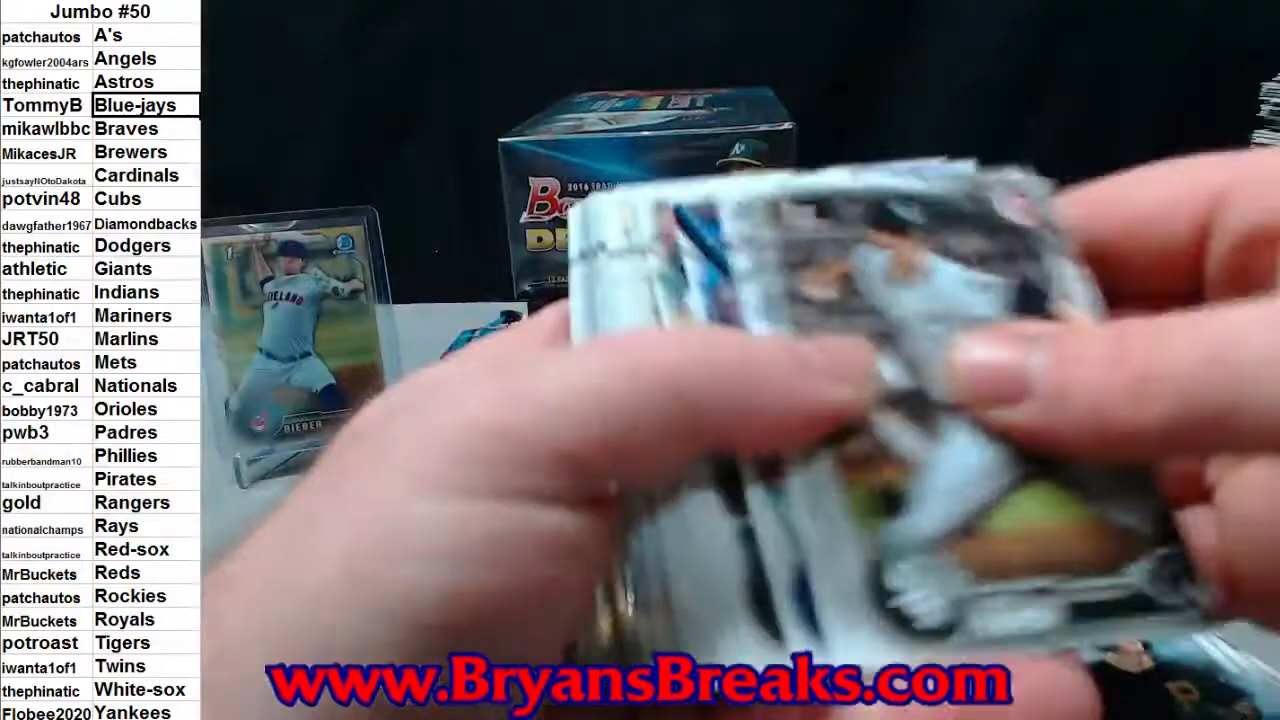 Jumbo #50
patchautos A's
kgfowler2004ars Angels
thephinatic Astros
TommyB Blue-jays
mikawlbbc Braves
MikacesJR Brewers
justsayNOtoDakota Cardinals
potvin48 Cubs
dawgfather1967 Diamondbacks
thephinatic Dodgers
athletic Giants
thephinatic Indians
iwanta1of1 Mariners
JRT50 Marlins
patchautos Mets
c_cabral Nationals
bobby1973 Orioles
pwb3 Padres
rubberbandman10 Phillies
talkinboutpractice Pirates
gold Rangers
nationalchamps Rays
talkinboutpractice Red-sox
MrBuckets Reds
patchautos Rockies
MrBuckets Royals
potroast Tigers
iwanta1of1 Twins
thephinatic White-sox
Flobee2020 Yankees
2016
BIEBER
www.BryansBreaks.com